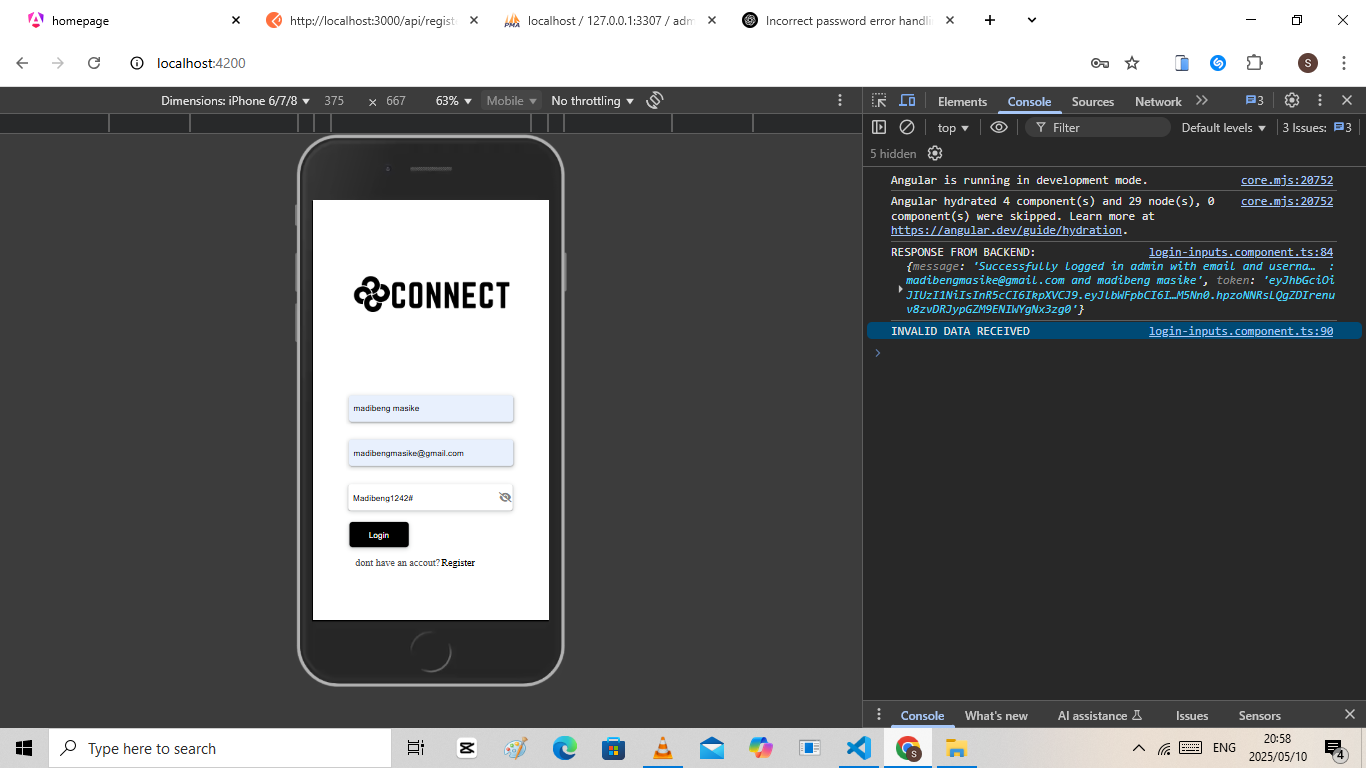 homepage
http://localhost:3000/api/regist
localhost / 127.0.0.1:3307 / adm
Incorrect password error handli
localhost:4200
S
Dimensions: iPhone 6/7/8
375
×
667
63%
Mobile
No throttling
Elements
Console
Sources
Network
3
top
Filter
Default levels
3 Issues:
3
5 hidden
Angular is running in development mode.
core.mjs:20752
Angular hydrated 4 component(s) and 29 node(s), 0
core.mjs:20752
component(s) were skipped. Learn more at
https://angular.dev/guide/hydration.
RESPONSE FROM BACKEND:
login-inputs.component.ts:84
{message: 'Successfully logged in admin with email and userna… :
madibengmasike@gmail.com and madibeng masike', token: 'eyJhbGciOi
JIUzI1NiIsInR5cCI6IkpXVCJ9.eyJlbWFpbCI6I…M5Nn0.hpzoNNRsLQgZDIrenu
v8zvDRJypGZM9ENIWYgNx3zg0'}
INVALID DATA RECEIVED
login-inputs.component.ts:90
CONNECT
madibeng masike
madibengmasike@gmail.com
Madibeng1242#
Login
dont have an accout? Register
Console
What's new
AI assistance
Issues
Sensors
Type here to search
S
ENG
20:58
2025/05/10
4